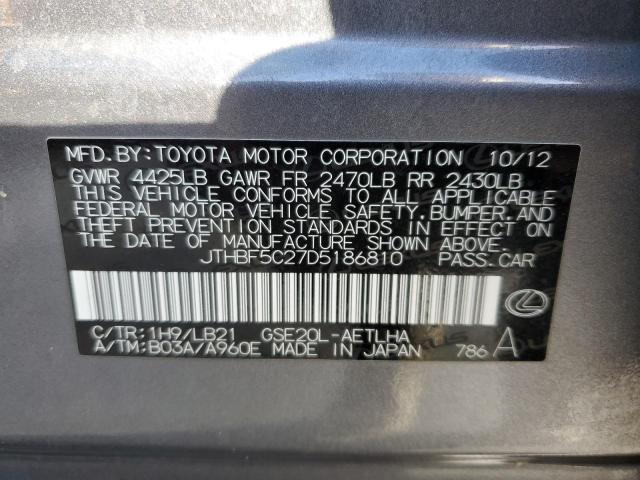 MFD.BY:TOYOTA MOTOR CORPORATION 10/12
GVWR 4425LB GAWR FR 2470LB RR 2430LB
THIS VEHICLE CONFORMS TO ALL APPLICABLE
FEDERAL MOTOR VEHICLE SAFETY,BUMPER,AND
THEFT PREVENTION STANDARDS IN EFFECT ON
THE DATE OF MANUFACTURE SHOWN ABOVE.
JTHBF5C27D5186810 PASS.CAR
C/TR:1H9/LB21 GSE20L-AETLHA
A/TM:B03A/A960E MADE IN JAPAN 786 A